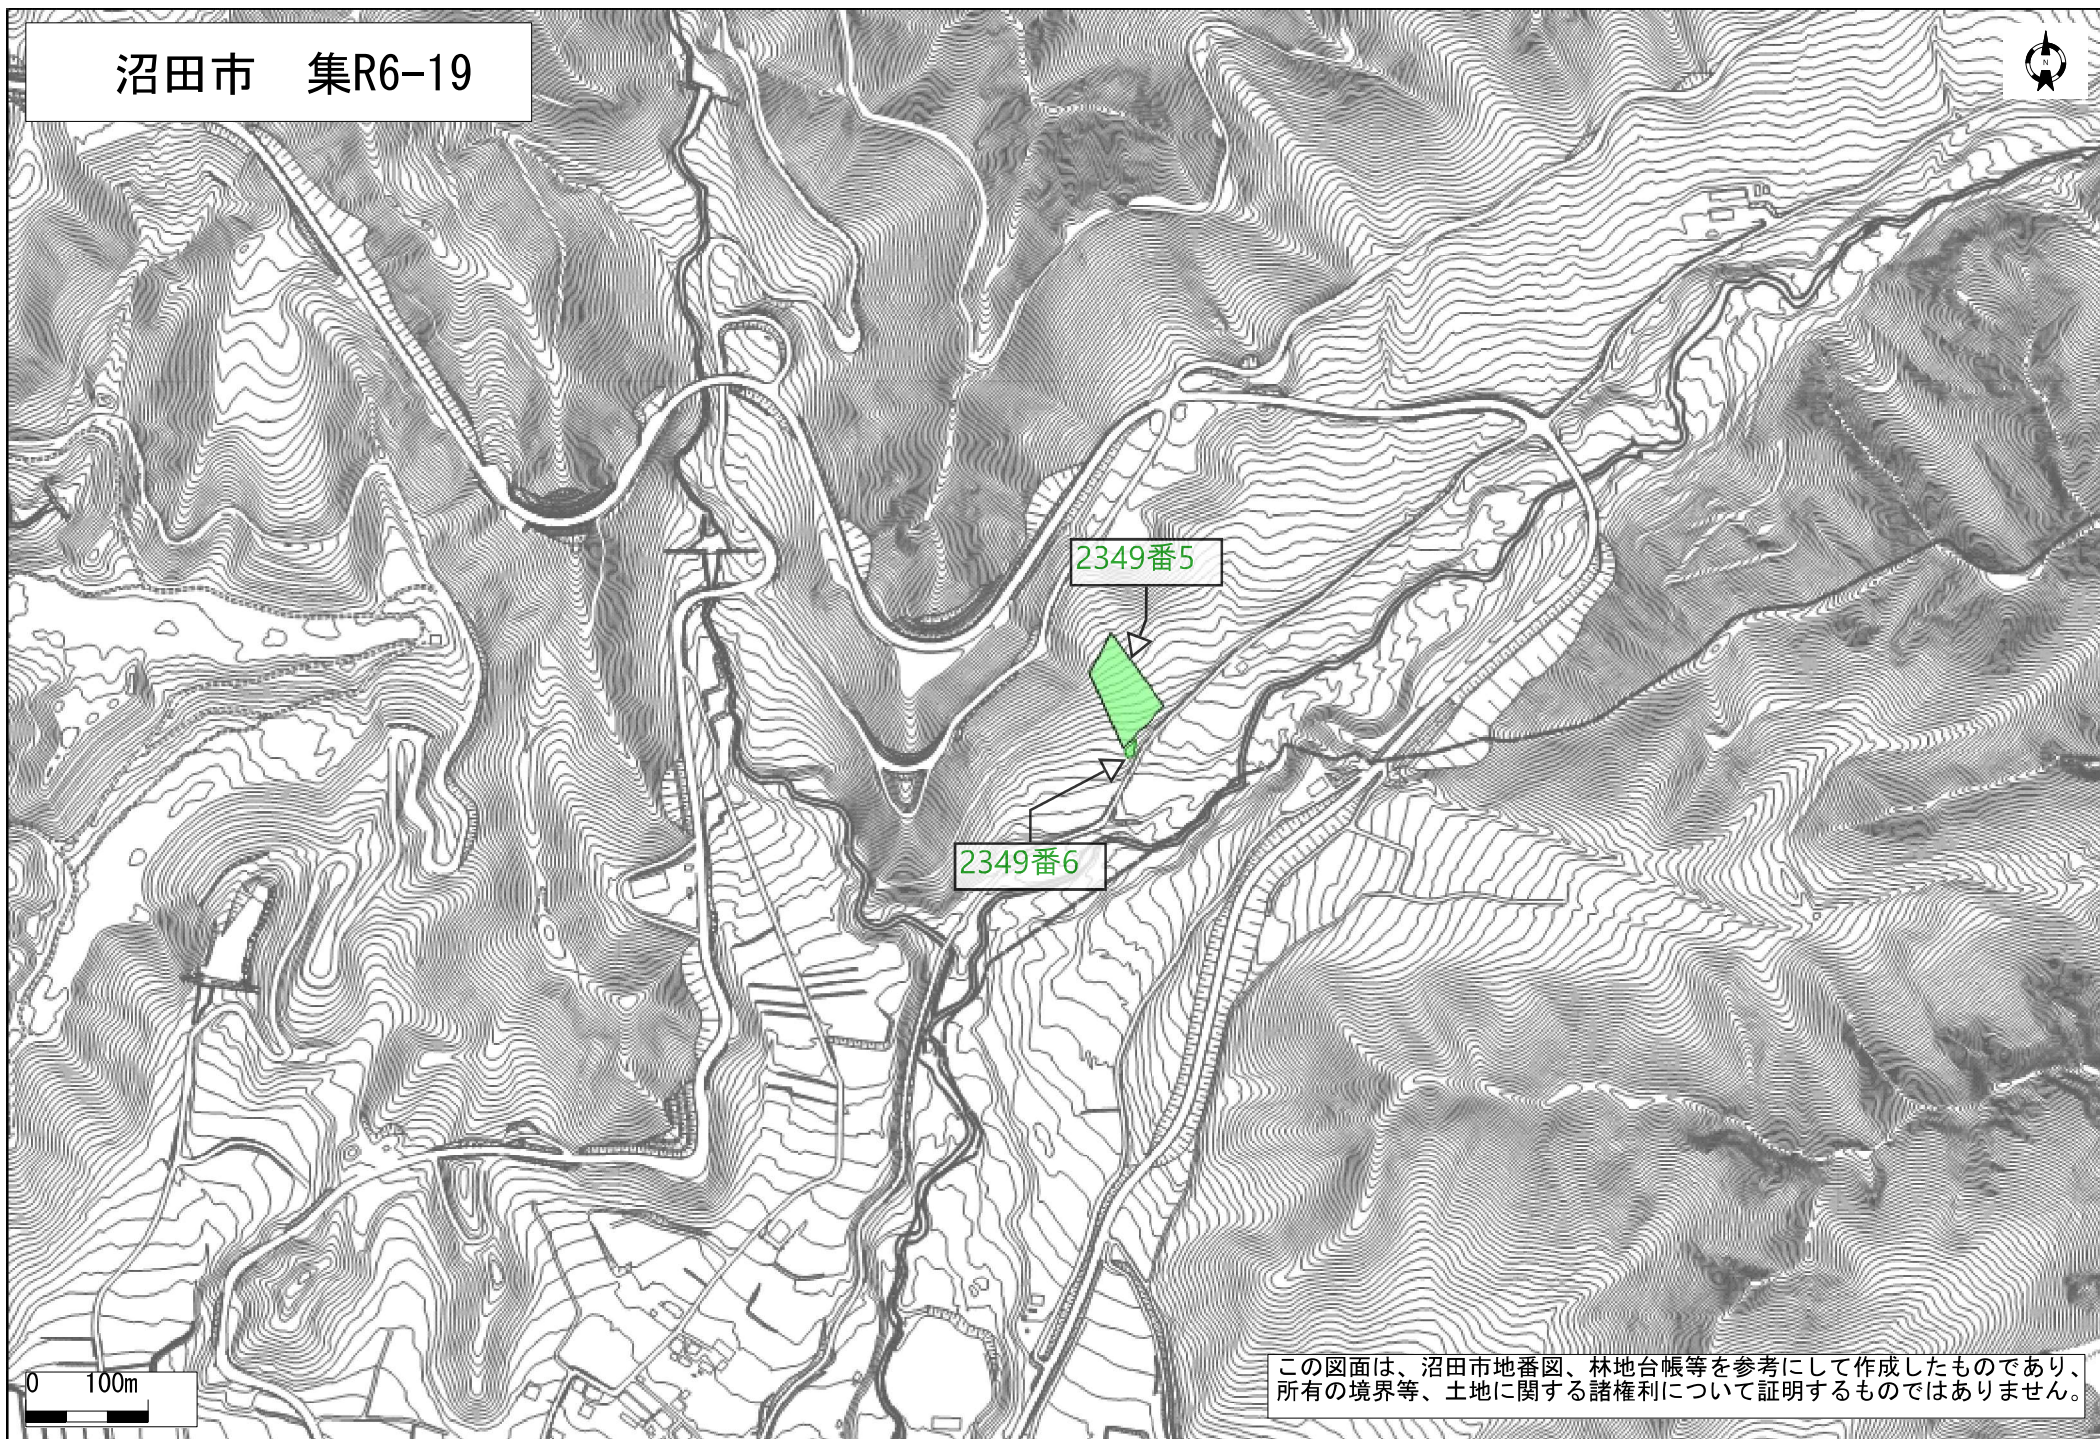 沼田市　集R6-19
N
2349番5
2349番6
0 100m
この図面は、沼田市地番図、林地台帳等を参考にして作成したものであり、
所有の境界等、土地に関する諸権利について証明するものではありません。